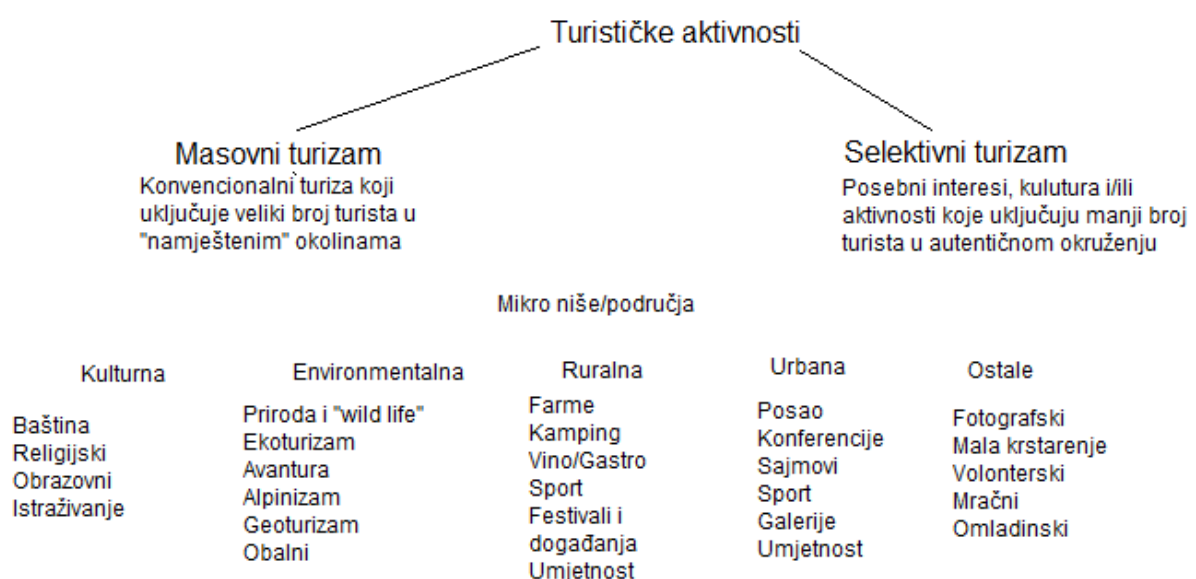 Turističke aktivnosti
Masovni turizam
Konvencionalni turiza koji
uključuje veliki broj turista u
"namještenim" okolinama
Selektivni turizam
Posebni interesi, kulutura i/ili
aktivnosti koje uključuju manji broj
turista u autentičnom okruženju
Mikro niše/područja
Kulturna
Baština
Religijski
Obrazovni
Istraživanje
Environmentalna
Priroda i "wild life"
Ekoturizam
Avantura
Alpinizam
Geoturizam
Obalni
Ruralna
Farme
Kamping
Vino/Gastro
Sport
Festivali i
događanja
Umjetnost
Urbana
Posao
Konferencije
Sajmovi
Sport
Galerije
Umjetnost
Ostale
Fotografski
Mala krstarenje
Volonterski
Mračni
Omladinski